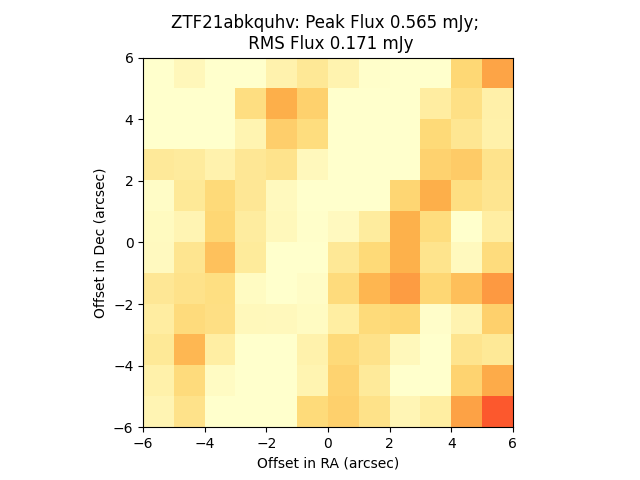 ZTF21abkquhv: Peak Flux 0.565 mJy;
RMS Flux 0.171 mJy
6
4
2
0
−2
−4
−6
Offset in Dec (arcsec)
−6 −4 −2 0 2 4 6
Offset in RA (arcsec)